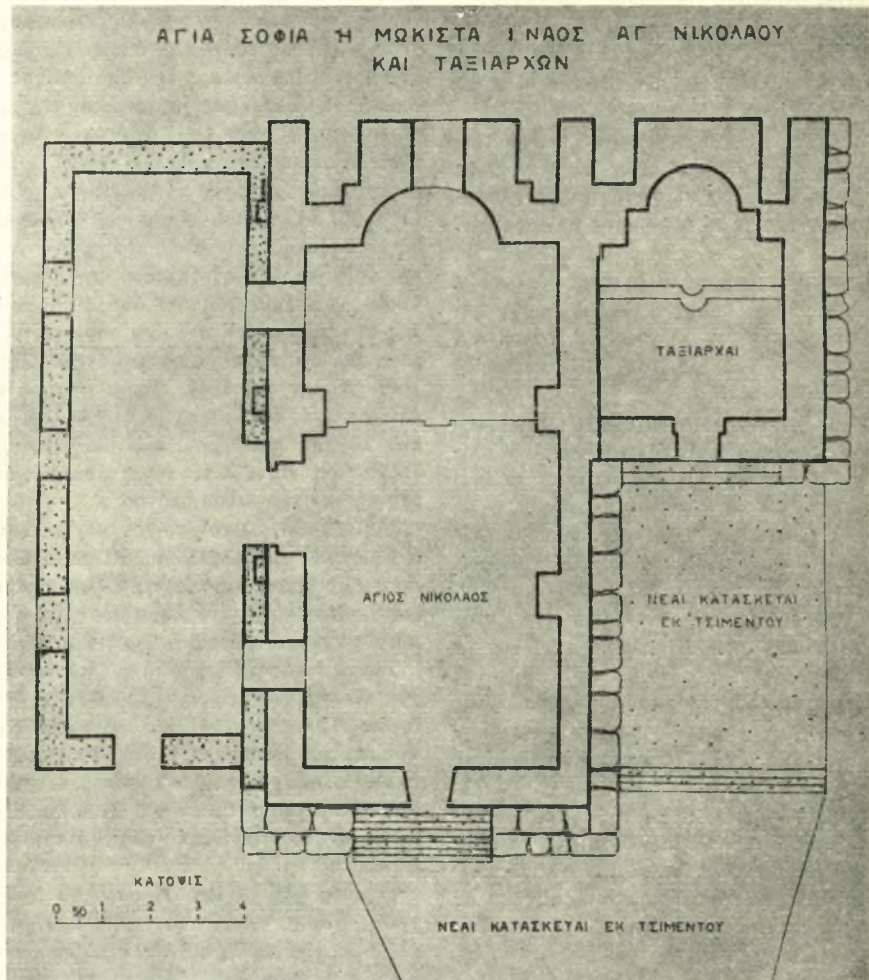 ΑΓΙΑ ΣΟΦΙΑ Ή ΜΩΚΙΣΤΑ Ι ΝΑΟΣ ΑΓ ΝΙΚΟΛΑΟΥ
ΚΑΙ ΤΑΞΙΑΡΧΩΝ
ΤΑΞΙΑΡΧΑΙ
ΑΓΙΟΣ ΝΙΚΟΛΑΟΣ
ΝΕΑΙ ΚΑΤΑΣΚΕΥΑΙ
ΕΚ ΤΣΙΜΕΝΤΟΥ
ΚΑΤΟΨΙΣ
0 50 1 2 3 4
ΝΕΑΙ ΚΑΤΑΣΚΕΥΑΙ ΕΚ ΤΣΙΜΕΝΤΟΥ